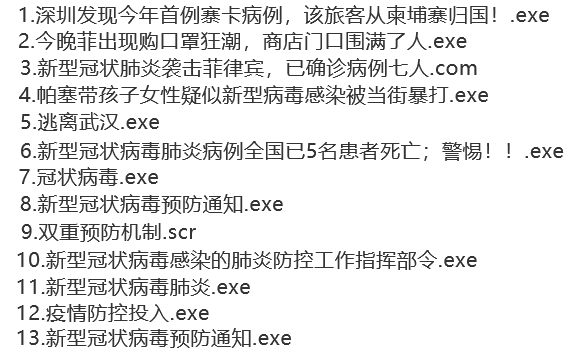 1.深圳发现今年首例寨卡病例，该旅客从柬埔寨归国！.exe
2.今晚菲出现购口罩狂潮，商店门口围满了人.exe
3.新型冠状肺炎袭击菲律宾，已确诊病例七人.com
4.帕塞带孩子女性疑似新型病毒感染被当街暴打.exe
5.逃离武汉.exe
6.新型冠状病毒肺炎病例全国已5名患者死亡；警惕！！.exe
7.冠状病毒.exe
8.新型冠状病毒预防通知.exe
9.双重预防机制.scr
10.新型冠状病毒感染的肺炎防控工作指挥部令.exe
11.新型冠状病毒肺炎.exe
12.疫情防控投入.exe
13.新型冠状病毒预防通知.exe